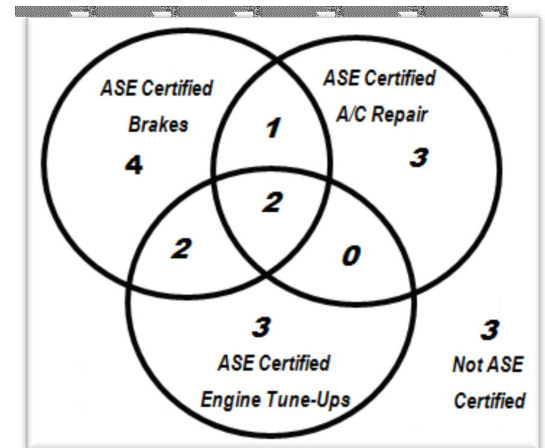 ASE Certified
Brakes
4
ASE Certified
A/C Repair
3
1
2
2
0
3
ASE Certified
Engine Tune-Ups
3
Not ASE
Certified